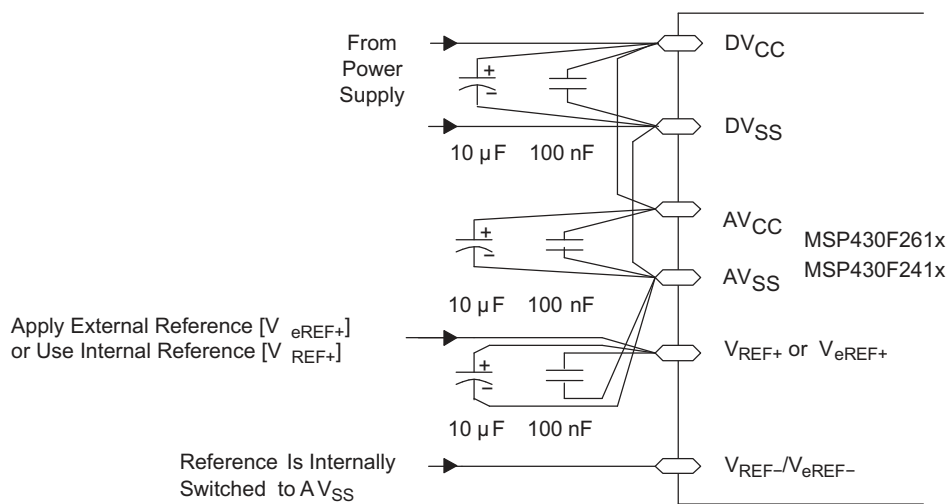 From
Power
Supply
DVCC
DVSS
10 µF 100 nF
AVCC
MSP430F261x
MSP430F241x
AVSS
10 µF 100 nF
Apply External Reference [V eREF+]
or Use Internal Reference [V REF+]
VREF+ or VeREF+
10 µF 100 nF
Reference Is Internally
Switched to AVSS
VREF–/VeREF–